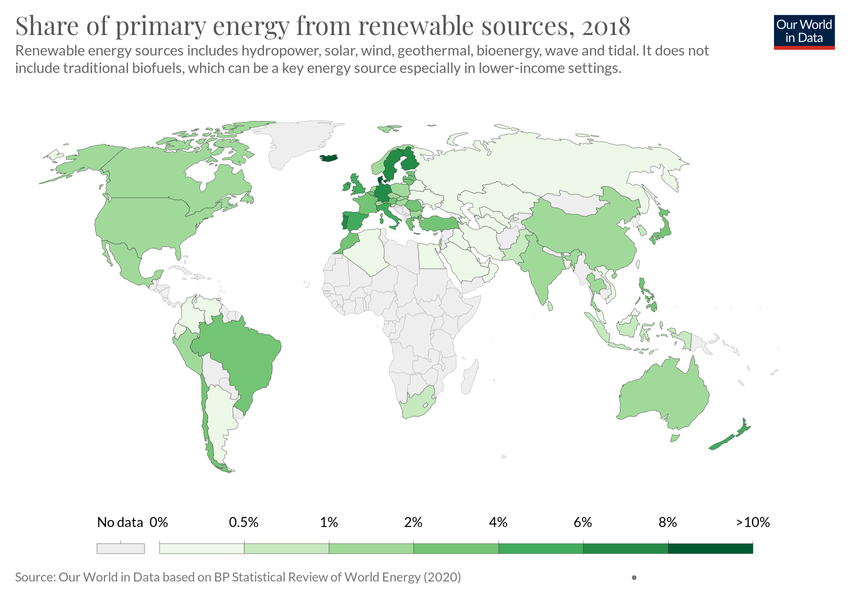 Share of primary energy from renewable sources, 2018
Our World
in Data
Renewable energy sources includes hydropower, solar, wind, geothermal, bioenergy, wave and tidal. It does not
include traditional biofuels, which can be a key energy source especially in lower-income settings.
No data 0% 0.5% 1% 2% 4% 6% 8% >10%
Source: Our World in Data based on BP Statistical Review of World Energy (2020) •